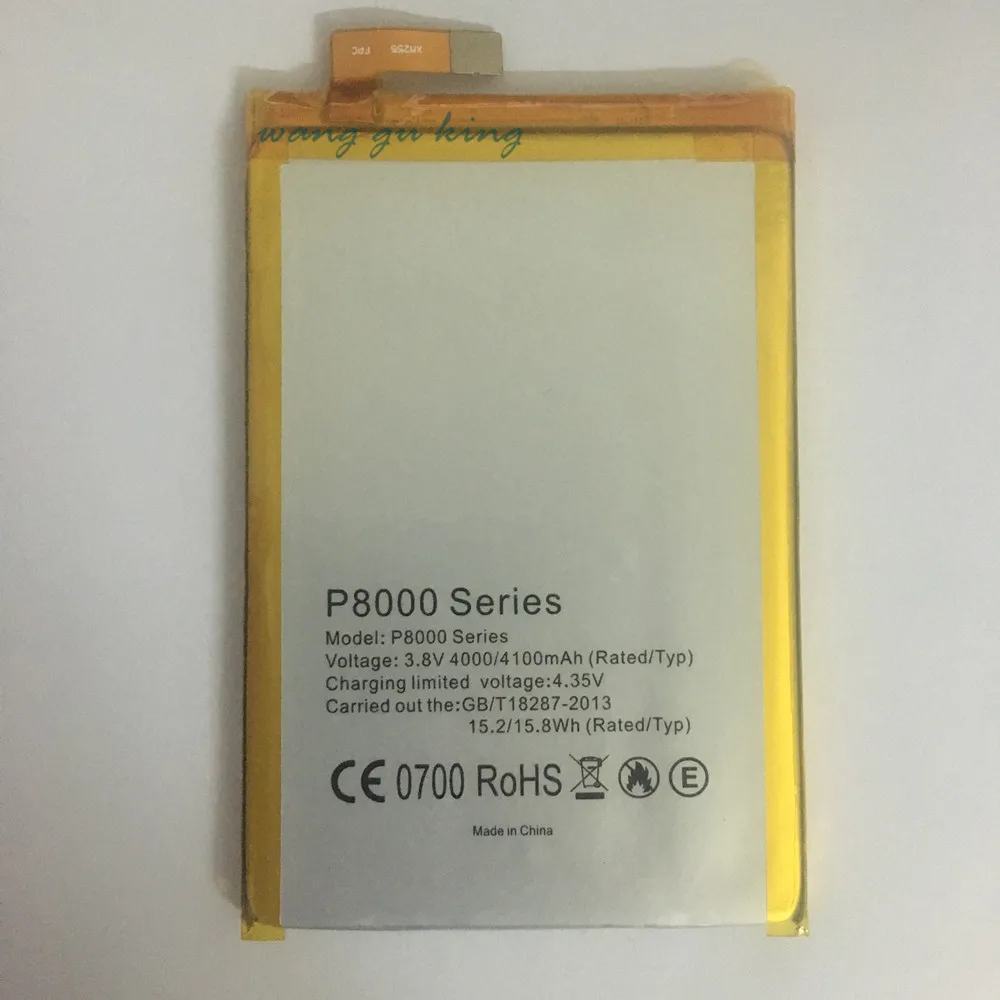 FPC XM255
wang gu king
P8000 Series
Model: P8000 Series
Voltage: 3.8V 4000/4100mAh (Rated/Typ)
Charging limited voltage:4.35V
Carried out the:GB/T18287-2013
15.2/15.8Wh (Rated/Typ)
CE 0700 RoHS E
Made in China